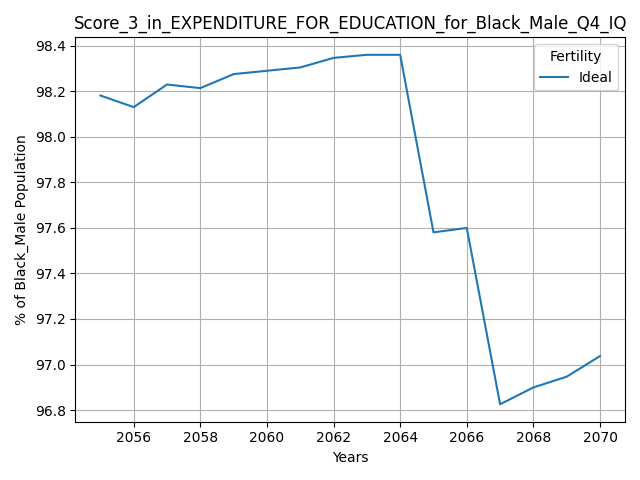 Score_3_in_EXPENDITURE_FOR_EDUCATION_for_Black_Male_Q4_IQ
Fertility
Ideal
98.4
98.2
98.0
97.8
97.6
97.4
97.2
97.0
96.8
% of Black_Male Population
2056 2058 2060 2062 2064 2066 2068 2070
Years